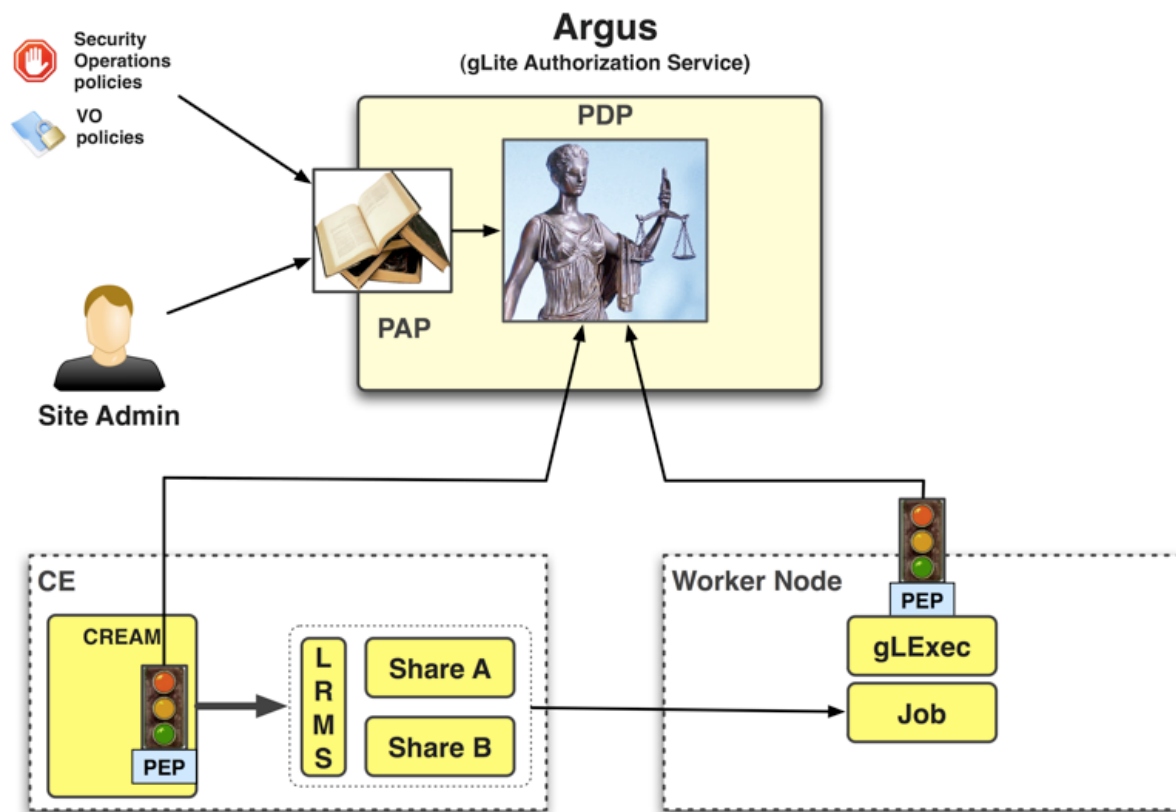 Argus
(gLite Authorization Service)
Security
Operations
policies
VO
policies
PDP
PAP
Site Admin
CE
CREAM
PEP
L
R
M
S
Share A
Share B
Worker Node
PEP
gLExec
Job